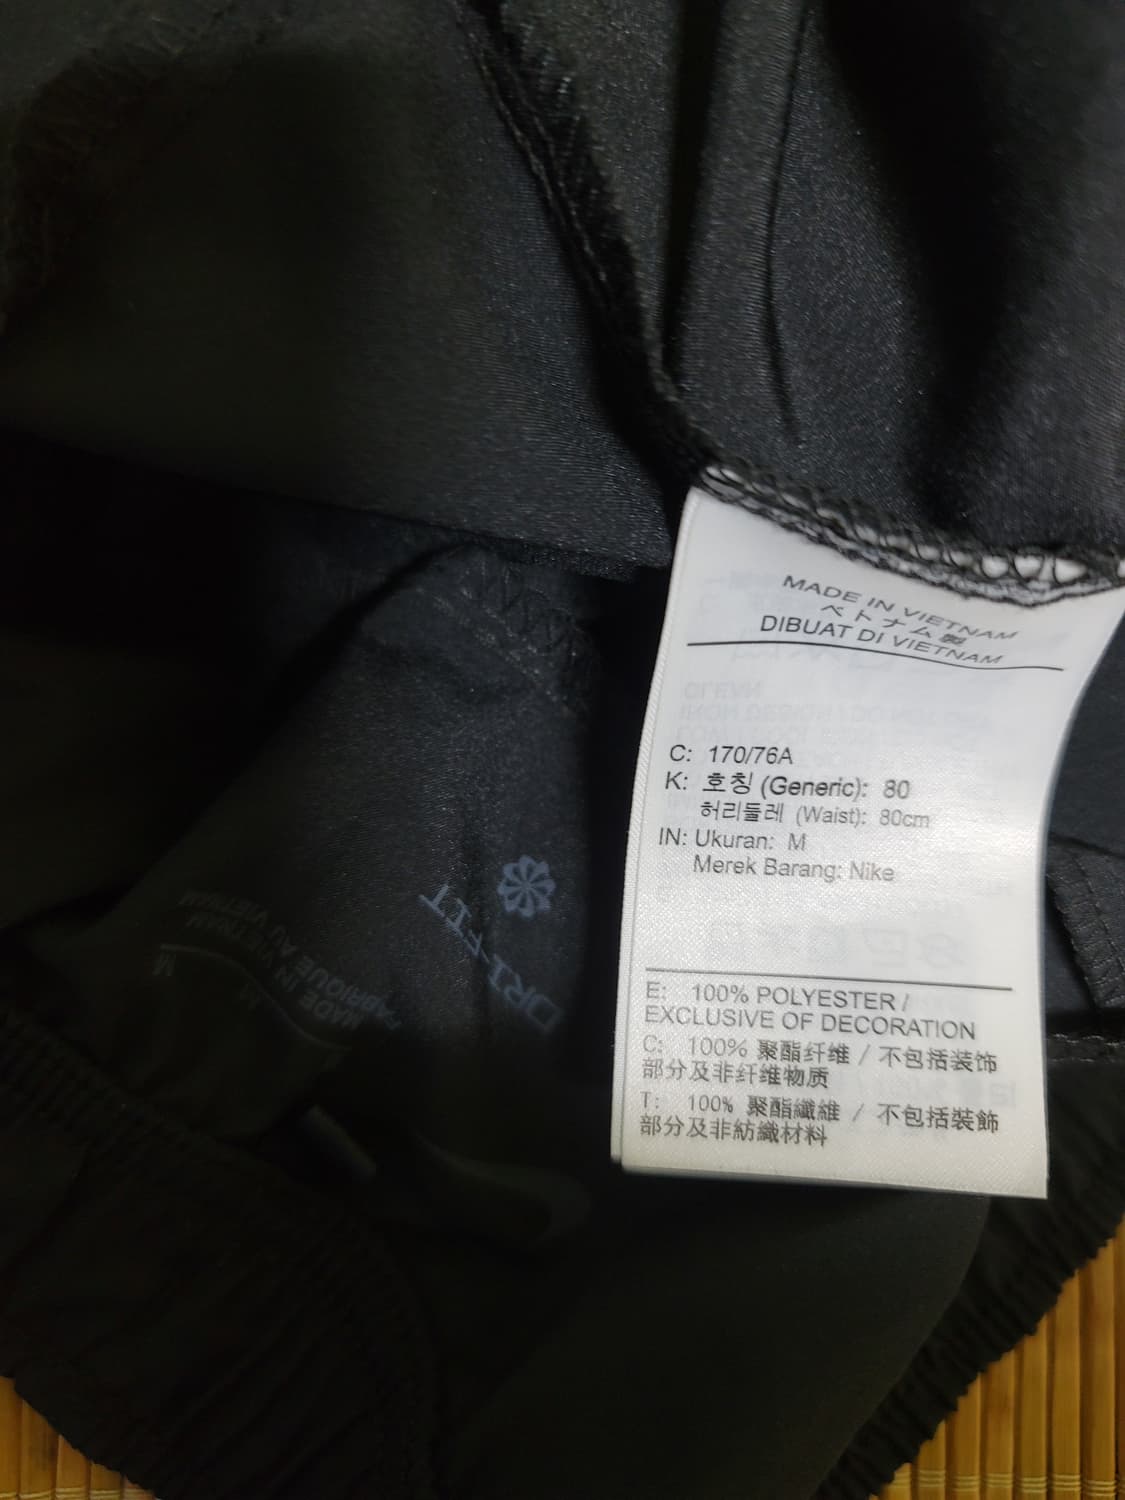 MADE IN VIETNAM
ベトナム製
DIBUAT DI VIETNAM
C: 170/76A
K: 호칭 (Generic): 80
허리둘레 (Waist): 80cm
IN: Ukuran: M
Merek Barang: Nike
E: 100% POLYESTER /
EXCLUSIVE OF DECORATION
C: 100% 聚酯纤维 / 不包括装饰
部分及非纤维物质
T: 100% 聚酯纖維 / 不包括裝飾
部分及非紡織材料
DRI-FIT
M
M
MADE IN VIETNAM
FABRIQUÉ AU VIETNAM